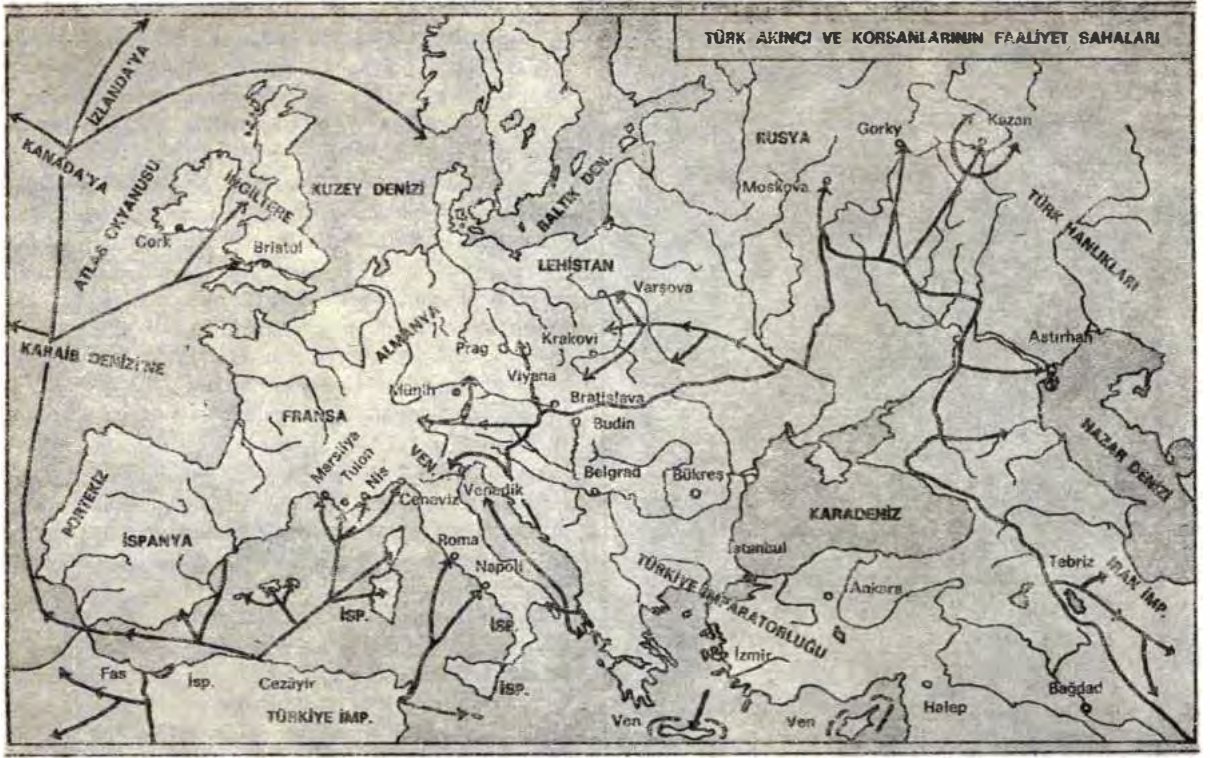 TÜRK AKINCI VE KORSANLARININ FAALİYET SAHALARI
İZLANDA'YA
KANADA'YA
ATLAS OKYANUSU
İNGİLTERE
KUZEY DENİZİ
Cork
Bristol
BALTIK DEN.
RUSYA
Gorky
Kazan
Moskova
TÜRK HANLIKLARI
LEHİSTAN
Varşova
KARAİB DENİZİ'NE
ALMANYA
Prag
Krakovi
Viyana
Astırhan
Münih
Bratislava
FRANSA
Budin
HAZAR DENİZİ
Marsilya
Tulon
Nis
VEN.
Belgrad
Bükreş
Cenevîz
Venedik
PORTEKİZ
İSPANYA
KARADENİZ
Roma
İstanbul
Napoli
Tebriz
İRAN İMP.
TÜRKİYE İMPARATORLUĞU
Ankara
İSP.
İSP.
İzmir
Fas
İsp.
Cezâyir
İSP.
Bağdad
TÜRKİYE İMP.
Ven
Ven
Halep